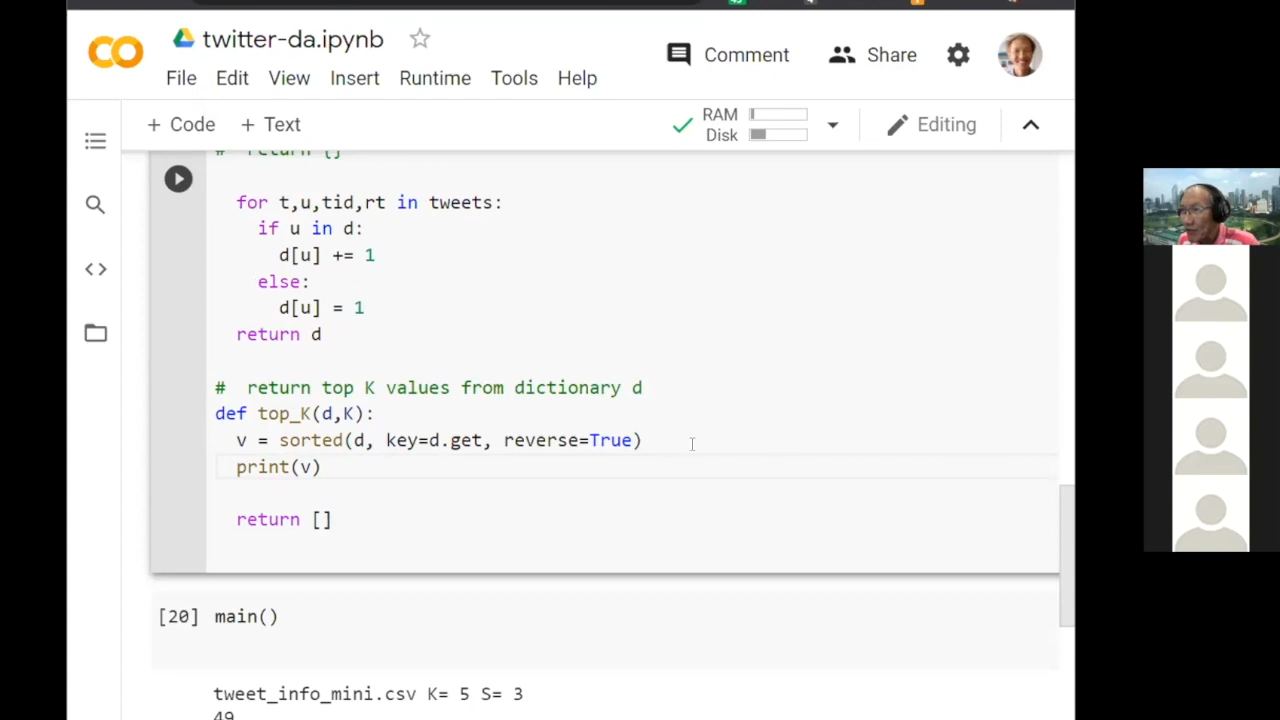 twitter-da.ipynb
Comment
Share
File Edit View Insert Runtime Tools Help
+ Code + Text
RAM
Disk
Editing
# return {}
for t,u,tid,rt in tweets:
if u in d:
d[u] += 1
else:
d[u] = 1
return d
# return top K values from dictionary d
def top_K(d,K):
v = sorted(d, key=d.get, reverse=True)
print(v)
return []
[20] main()
tweet_info_mini.csv K= 5 S= 3
49